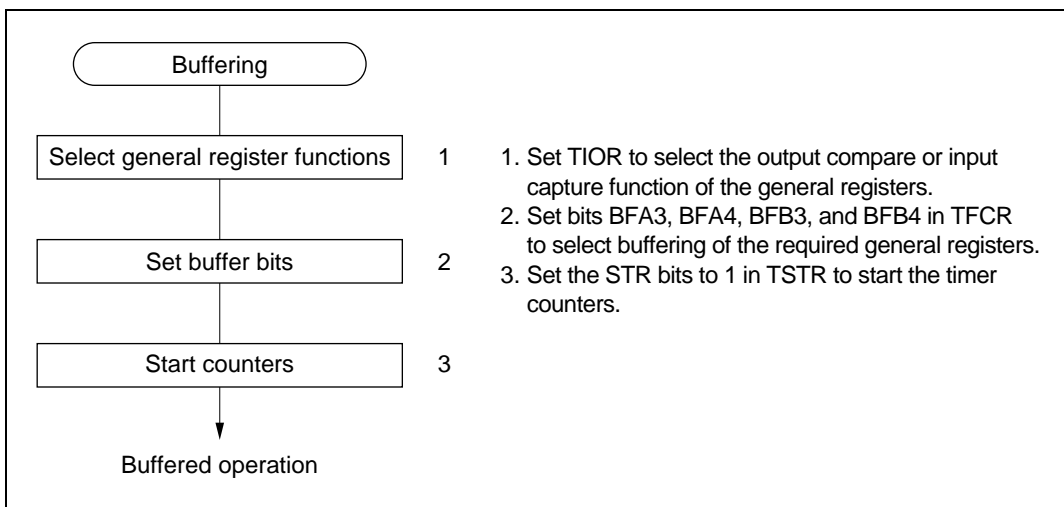 Buffering
Select general register functions 1
Set buffer bits 2
Start counters 3
Buffered operation
1. Set TIOR to select the output compare or input
capture function of the general registers.
2. Set bits BFA3, BFA4, BFB3, and BFB4 in TFCR
to select buffering of the required general registers.
3. Set the STR bits to 1 in TSTR to start the timer
counters.